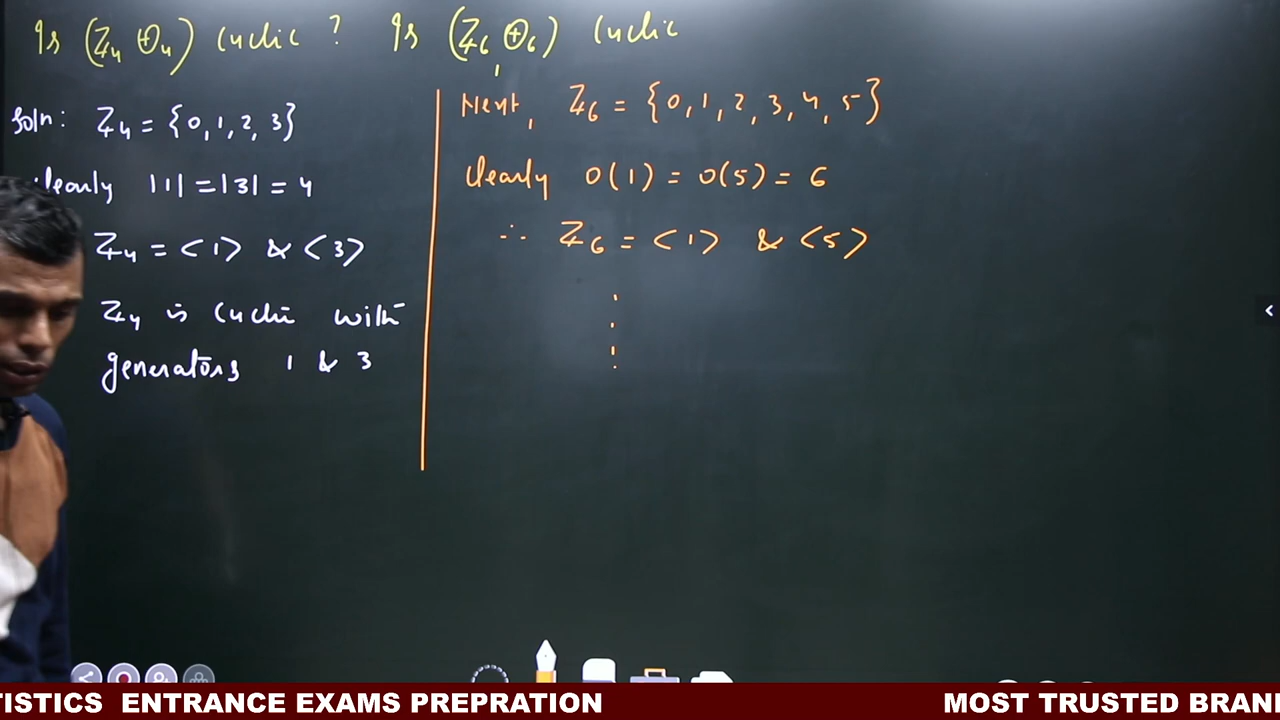 Is (Z₄ ⊕₄) cyclic ? Is (Z₆, ⊕₆) cyclic
Soln: Z₄ = {0, 1, 2, 3}
clearly |1| = |3| = 4
Z₄ = <1> & <3>
Z₄ is cyclic with
generators 1 & 3
Next, Z₆ = {0, 1, 2, 3, 4, 5}
Clearly O(1) = O(5) = 6
∴ Z₆ = <1> & <5>
TISTICS ENTRANCE EXAMS PREPRATION
MOST TRUSTED BRAN